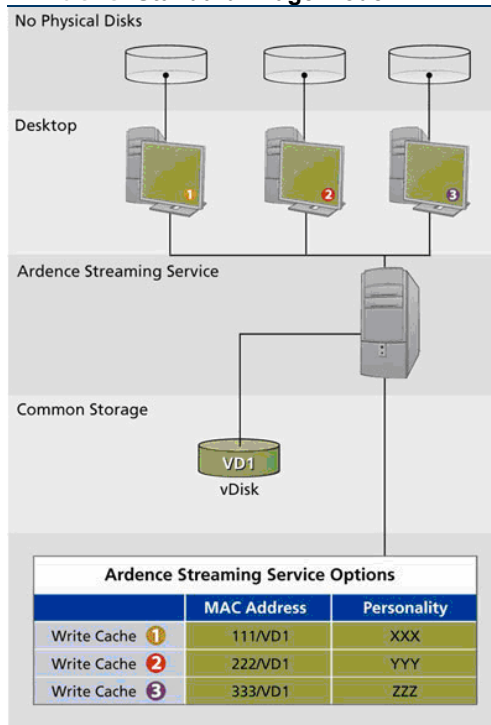 No Physical Disks
Desktop
1 2 3
Ardence Streaming Service
Common Storage
VD1
vDisk
Ardence Streaming Service Options
MAC Address Personality
Write Cache 1 111/VD1 XXX
Write Cache 2 222/VD1 YYY
Write Cache 3 333/VD1 ZZZ